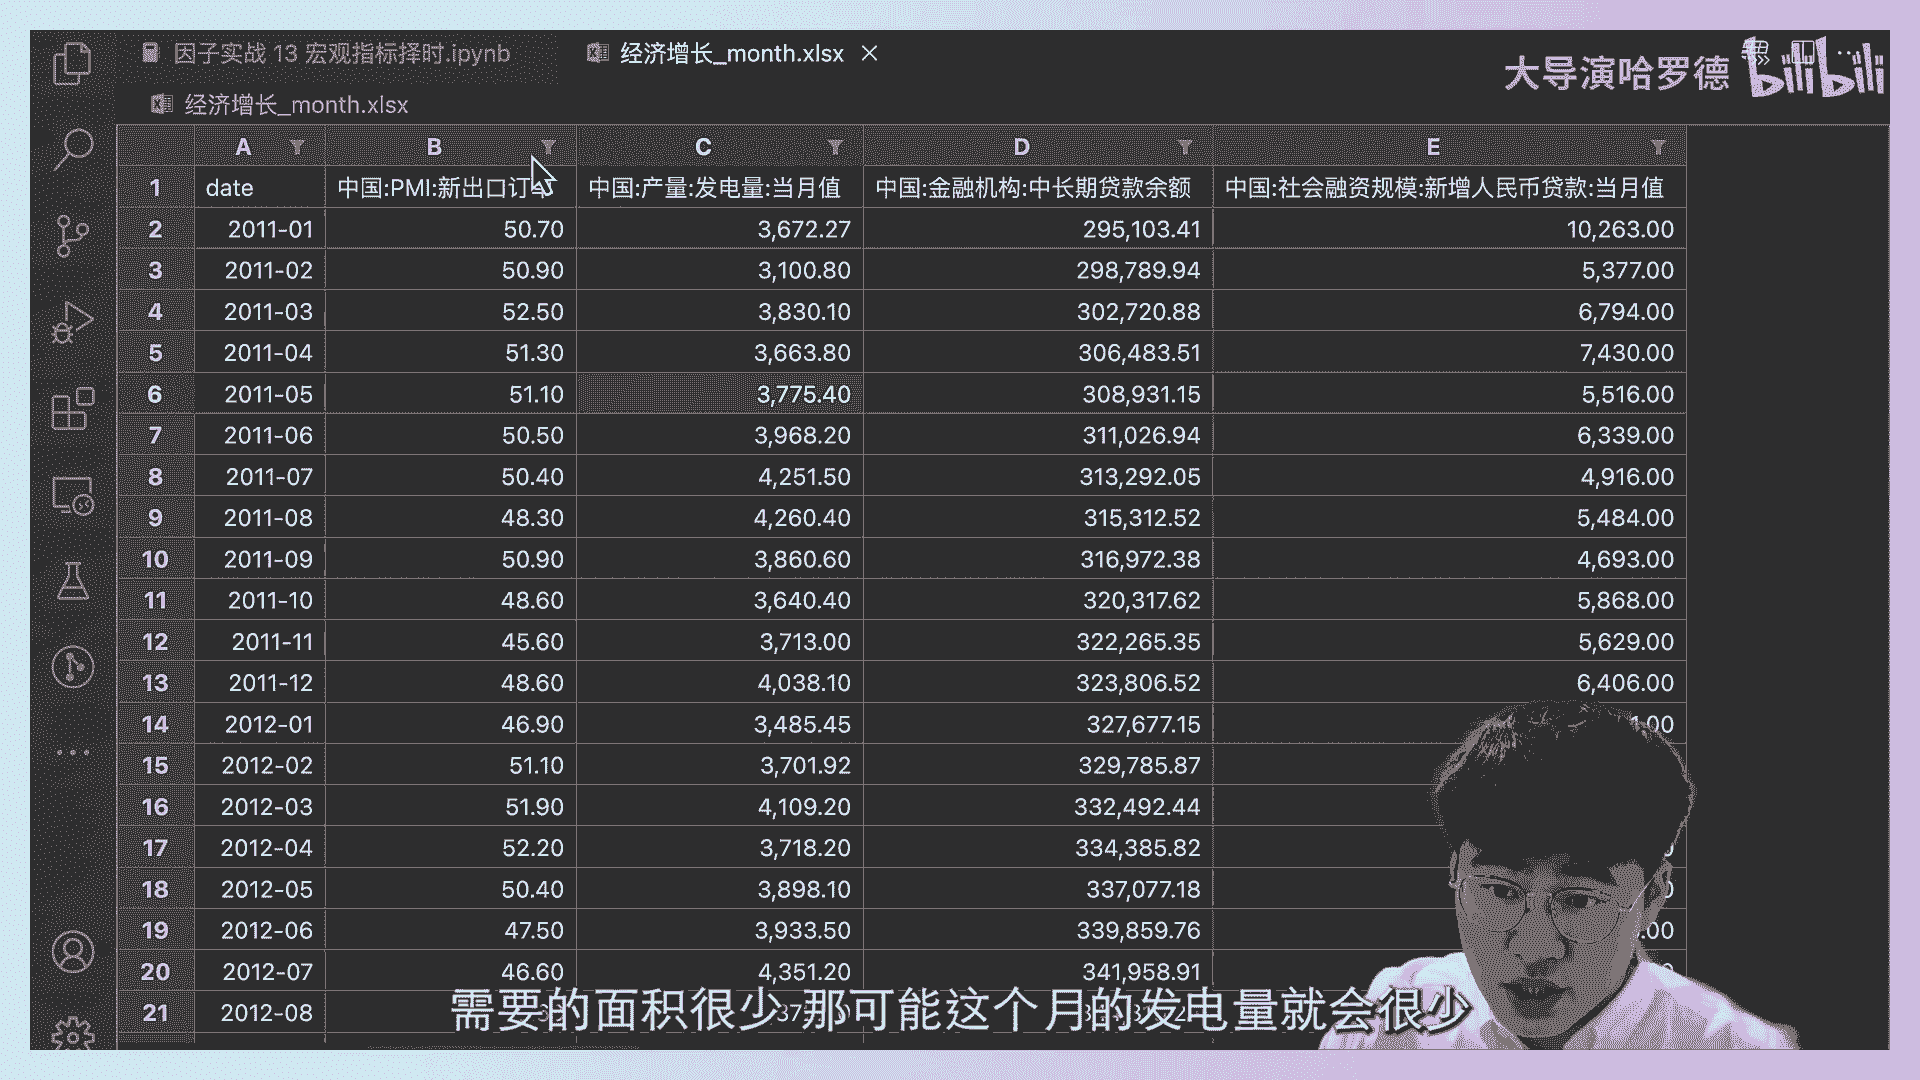 因子实战 13 宏观指标择时.ipynb
经济增长_month.xlsx
大导演哈罗德 bilibili
经济增长_month.xlsx
A B C D E
1 date 中国:PMI:新出口订单 中国:产量:发电量:当月值 中国:金融机构:中长期贷款余额 中国:社会融资规模:新增人民币贷款:当月值
2 2011-01 50.70 3,672.27 295,103.41 10,263.00
3 2011-02 50.90 3,100.80 298,789.94 5,377.00
4 2011-03 52.50 3,830.10 302,720.88 6,794.00
5 2011-04 51.30 3,663.80 306,483.51 7,430.00
6 2011-05 51.10 3,775.40 308,931.15 5,516.00
7 2011-06 50.50 3,968.20 311,026.94 6,339.00
8 2011-07 50.40 4,251.50 313,292.05 4,916.00
9 2011-08 48.30 4,260.40 315,312.52 5,484.00
10 2011-09 50.90 3,860.60 316,972.38 4,693.00
11 2011-10 48.60 3,640.40 320,317.62 5,868.00
12 2011-11 45.60 3,713.00 322,265.35 5,629.00
13 2011-12 48.60 4,038.10 323,806.52 6,406.00
14 2012-01 46.90 3,485.45 327,677.15
15 2012-02 51.10 3,701.92 329,785.87
16 2012-03 51.90 4,109.20 332,492.44
17 2012-04 52.20 3,718.20 334,385.82
18 2012-05 50.40 3,898.10 337,077.18
19 2012-06 47.50 3,933.50 339,859.76
20 2012-07 46.60 4,351.20 341,958.91
21 2012-08
需要的面积很少 那可能这个月的发电量就会很少